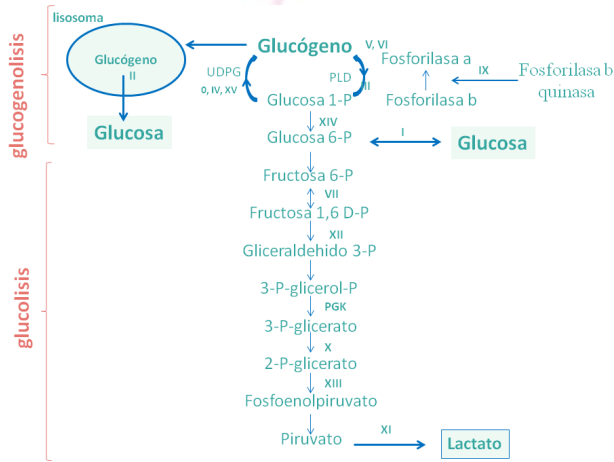 lisosoma
Glucógeno
V, VI
Fosforilasa a
Glucógeno
II
UDPG
0, IV, XV
PLD
II
IX
Fosforilasa b
quinasa
Glucosa 1-P
Fosforilasa b
glucogenolisis
Glucosa
XIV
Glucosa 6-P
I
Glucosa
Fructosa 6-P
VII
Fructosa 1,6 D-P
XII
Gliceraldehido 3-P
glucolisis
3-P-glicerol-P
PGK
3-P-glicerato
X
2-P-glicerato
XIII
Fosfoenolpiruvato
Piruvato
XI
Lactato